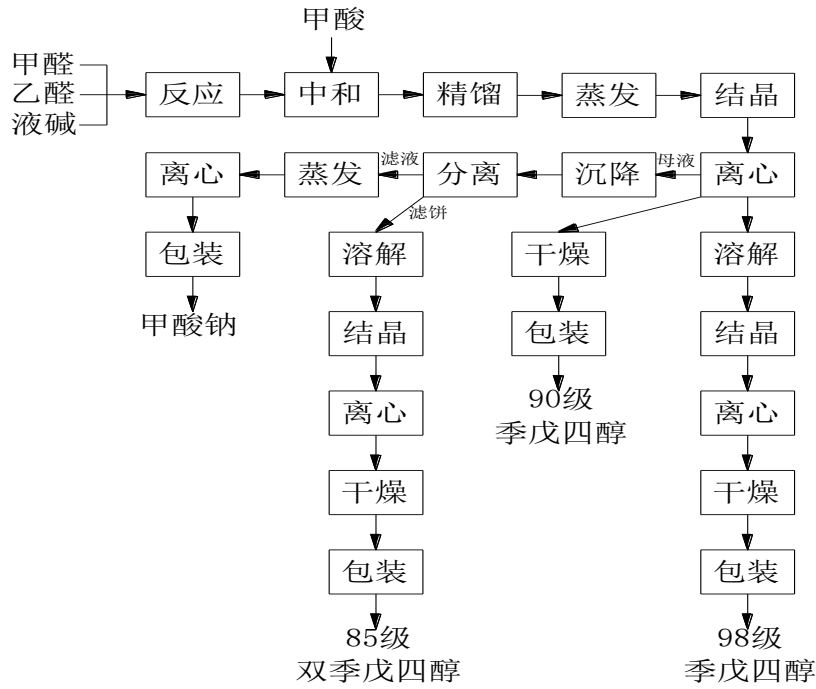 甲酸
甲醛
乙醛
液碱
反应
中和
精馏
蒸发
结晶
离心
蒸发
滤液
分离
沉降
母液
离心
滤饼
包装
溶解
干燥
溶解
甲酸钠
结晶
包装
结晶
离心
90级
季戊四醇
离心
干燥
干燥
包装
包装
85级
双季戊四醇
98级
季戊四醇